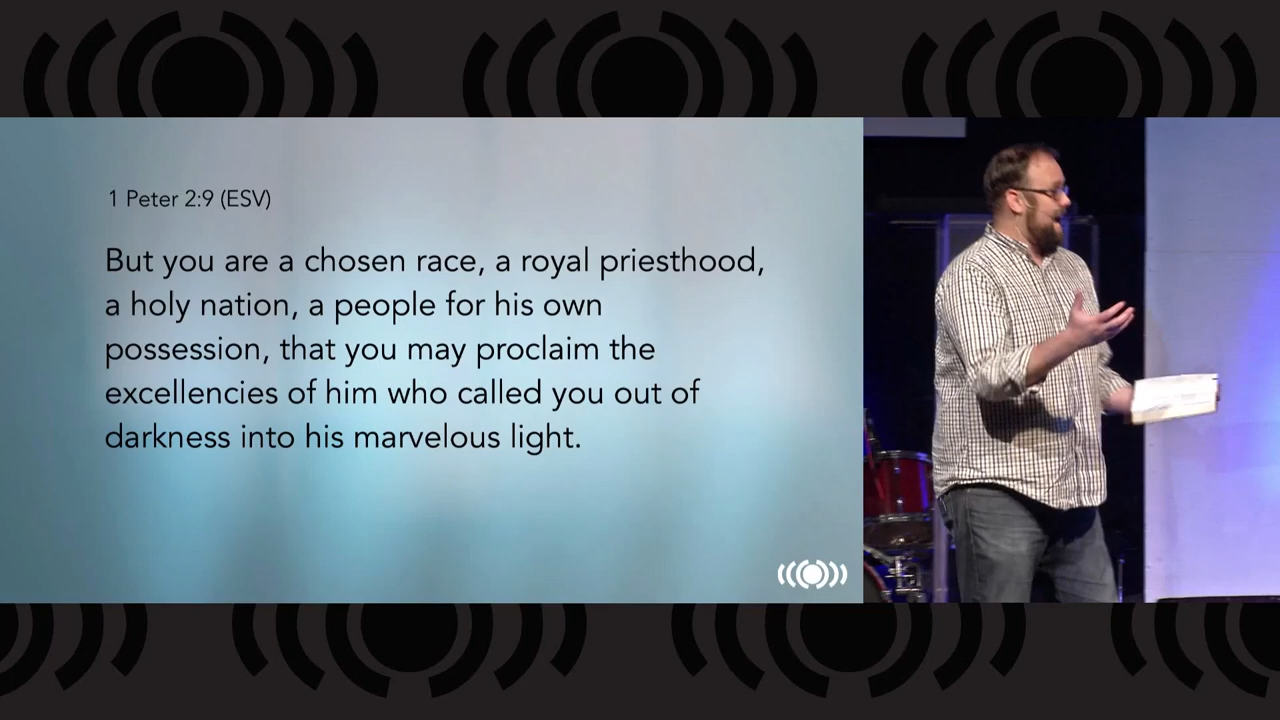 1 Peter 2:9 (ESV)
But you are a chosen race, a royal priesthood,
a holy nation, a people for his own
possession, that you may proclaim the
excellencies of him who called you out of
darkness into his marvelous light.